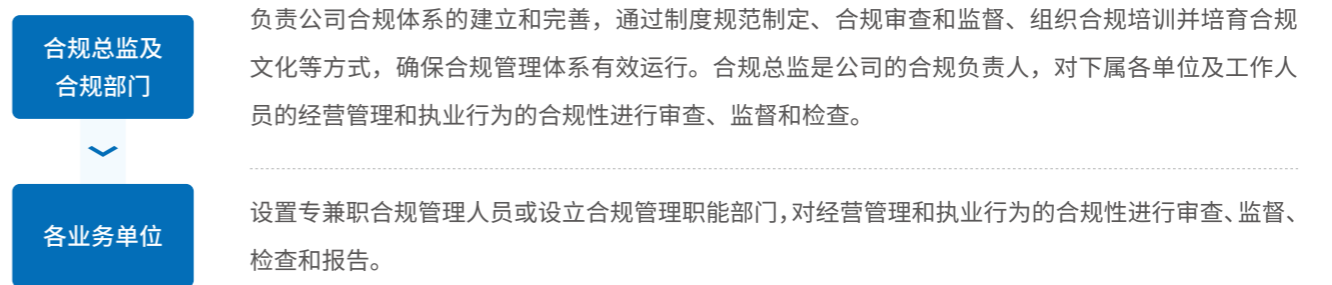 合规总监及
合规部门
负责公司合规体系的建立和完善，通过制度规范制定、合规审查和监督、组织合规培训并培育合规
文化等方式，确保合规管理体系有效运行。合规总监是公司的合规负责人，对下属各单位及工作人
员的经营管理和执业行为的合规性进行审查、监督和检查。
各业务单位
设置专兼职合规管理人员或设立合规管理职能部门，对经营管理和执业行为的合规性进行审查、监督、
检查和报告。